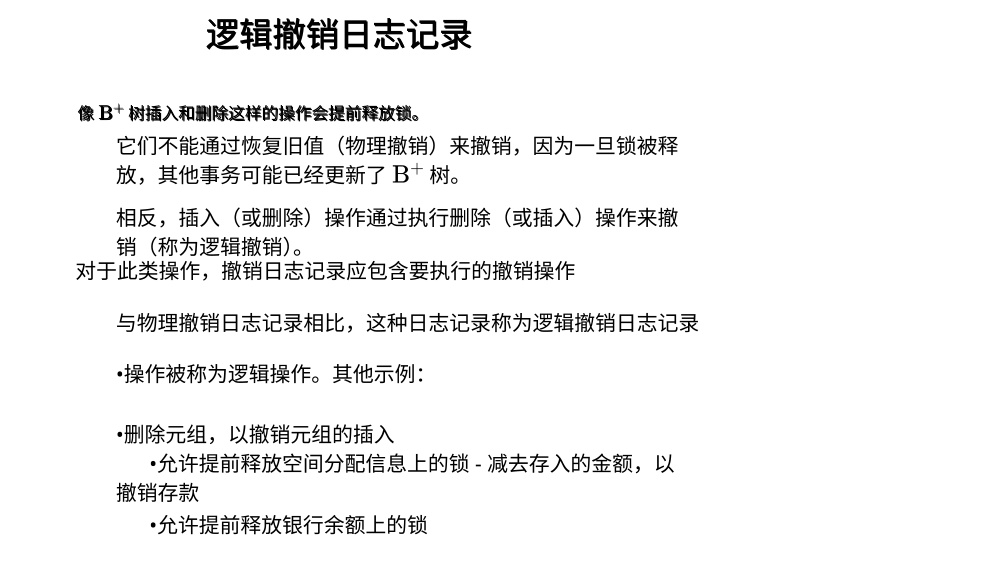 逻辑撤销日志记录
像 B⁺ 树插入和删除这样的操作会提前释放锁。
它们不能通过恢复旧值（物理撤销）来撤销，因为一旦锁被释
放，其他事务可能已经更新了 B⁺ 树。
相反，插入（或删除）操作通过执行删除（或插入）操作来撤
销（称为逻辑撤销）。
对于此类操作，撤销日志记录应包含要执行的撤销操作
与物理撤销日志记录相比，这种日志记录称为逻辑撤销日志记录
•操作被称为逻辑操作。其他示例：
•删除元组，以撤销元组的插入
•允许提前释放空间分配信息上的锁 - 减去存入的金额，以
撤销存款
•允许提前释放银行余额上的锁